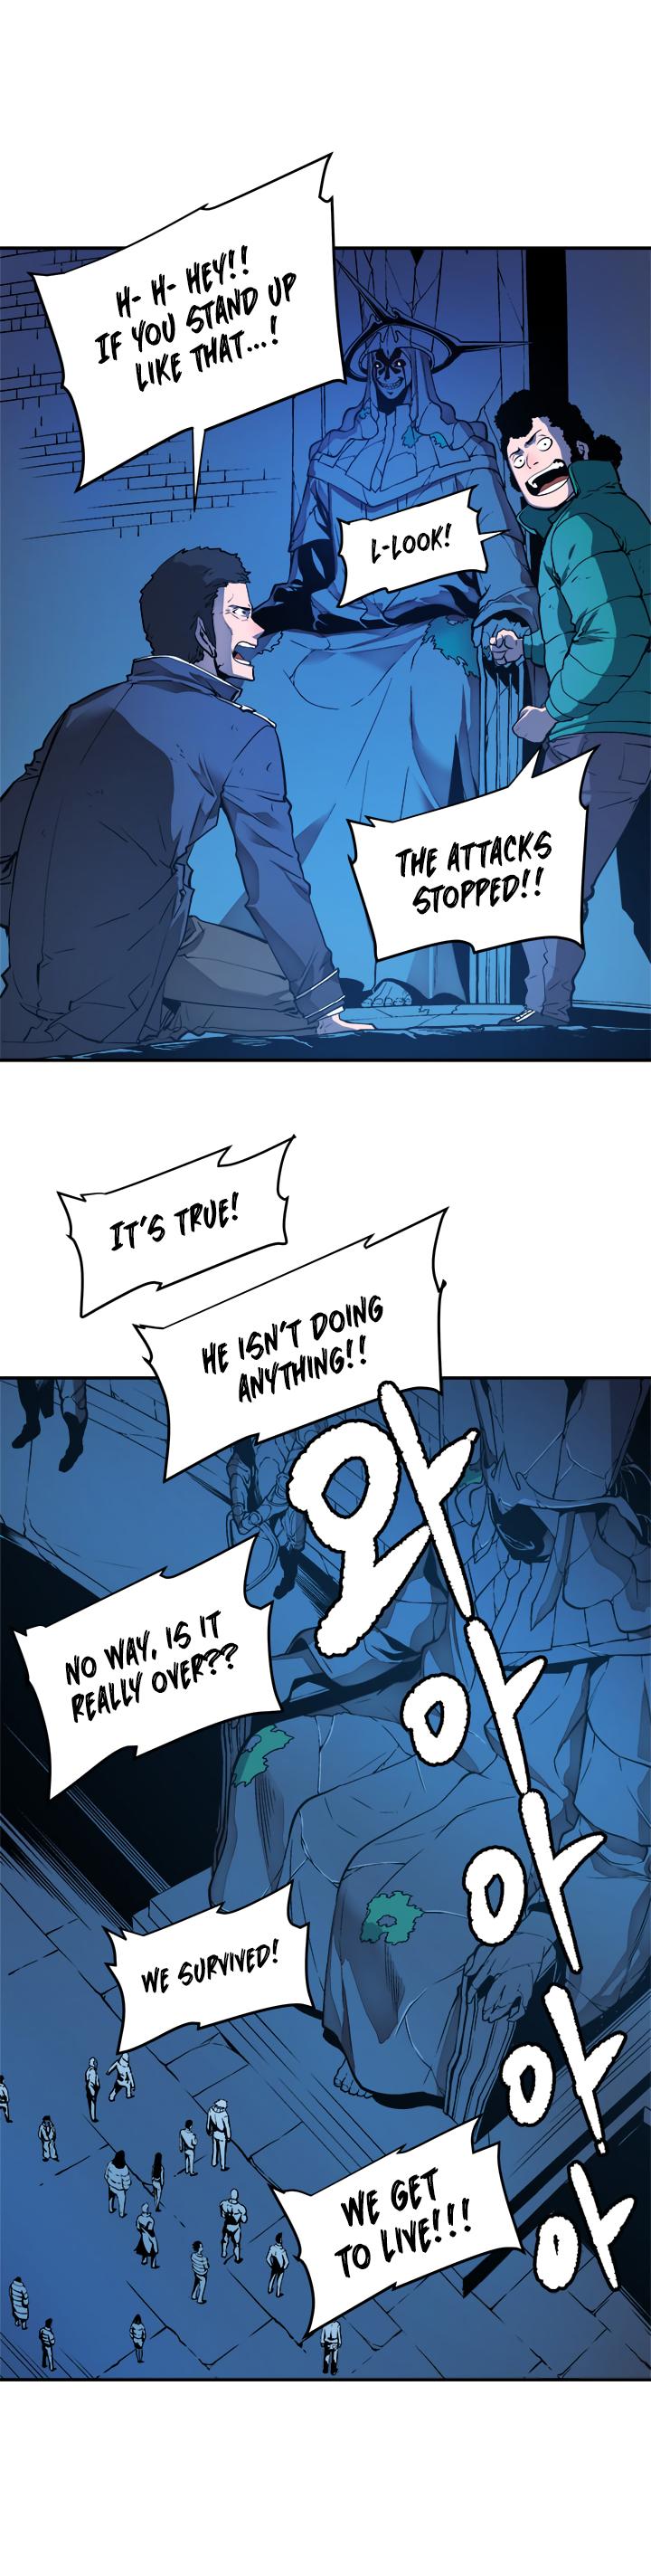 H- H- HEY!!
IF YOU STAND UP
LIKE THAT...!
L-LOOK!
THE ATTACKS
STOPPED!!
IT'S TRUE!
HE ISN'T DOING
ANYTHING!!
와아아아아
NO WAY, IS IT
REALLY OVER??
WE SURVIVED!
WE GET
TO LIVE!!!